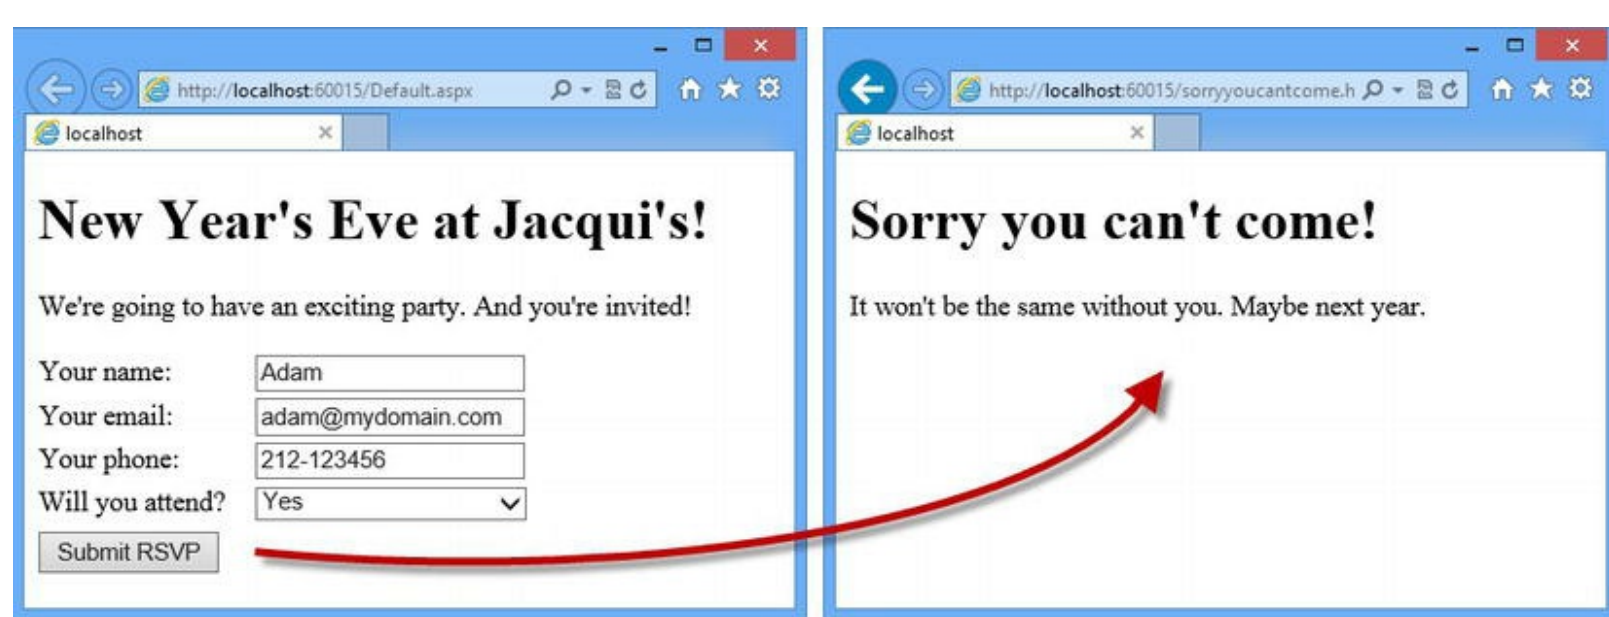 http://localhost:60015/Default.aspx
localhost
New Year's Eve at Jacqui's!
We're going to have an exciting party. And you're invited!
Your name: Adam
Your email: adam@mydomain.com
Your phone: 212-123456
Will you attend? Yes
Submit RSVP
http://localhost:60015/sorryyoucantcome.h
localhost
Sorry you can't come!
It won't be the same without you. Maybe next year.